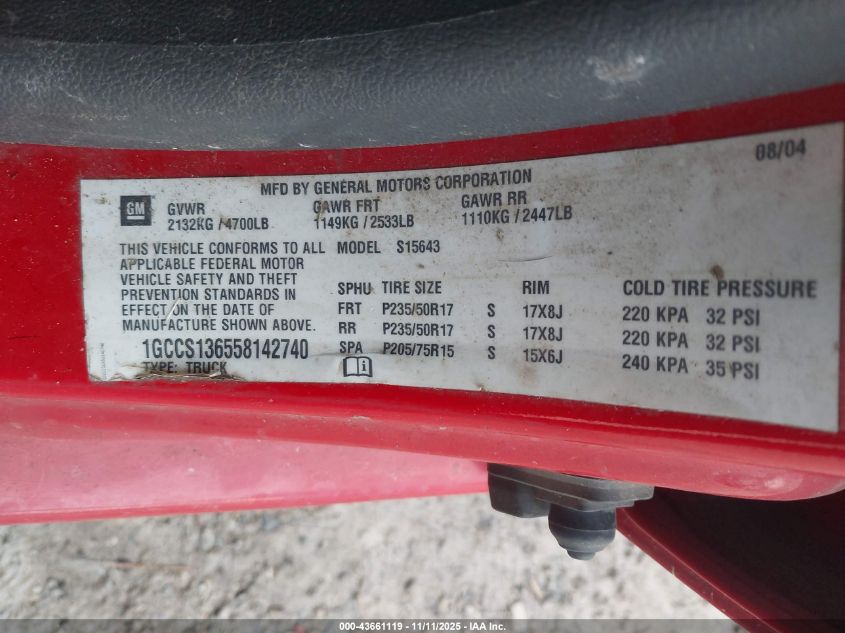 08/04
MFD BY GENERAL MOTORS CORPORATION
GM
GVWR GAWR FRT GAWR RR
2132KG / 4700LB 1149KG / 2533LB 1110KG / 2447LB
THIS VEHICLE CONFORMS TO ALL MODEL S15643
APPLICABLE FEDERAL MOTOR
VEHICLE SAFETY AND THEFT SPHU TIRE SIZE RIM COLD TIRE PRESSURE
PREVENTION STANDARDS IN FRT P235/50R17 S 17X8J 220 KPA 32 PSI
EFFECT ON THE DATE OF RR P235/50R17 S 17X8J 220 KPA 32 PSI
MANUFACTURE SHOWN ABOVE. SPA P205/75R15 S 15X6J 240 KPA 35 PSI
1GCCS136558142740
TYPE: TRUCK
000-43661119 - 11/11/2025 - IAA Inc.